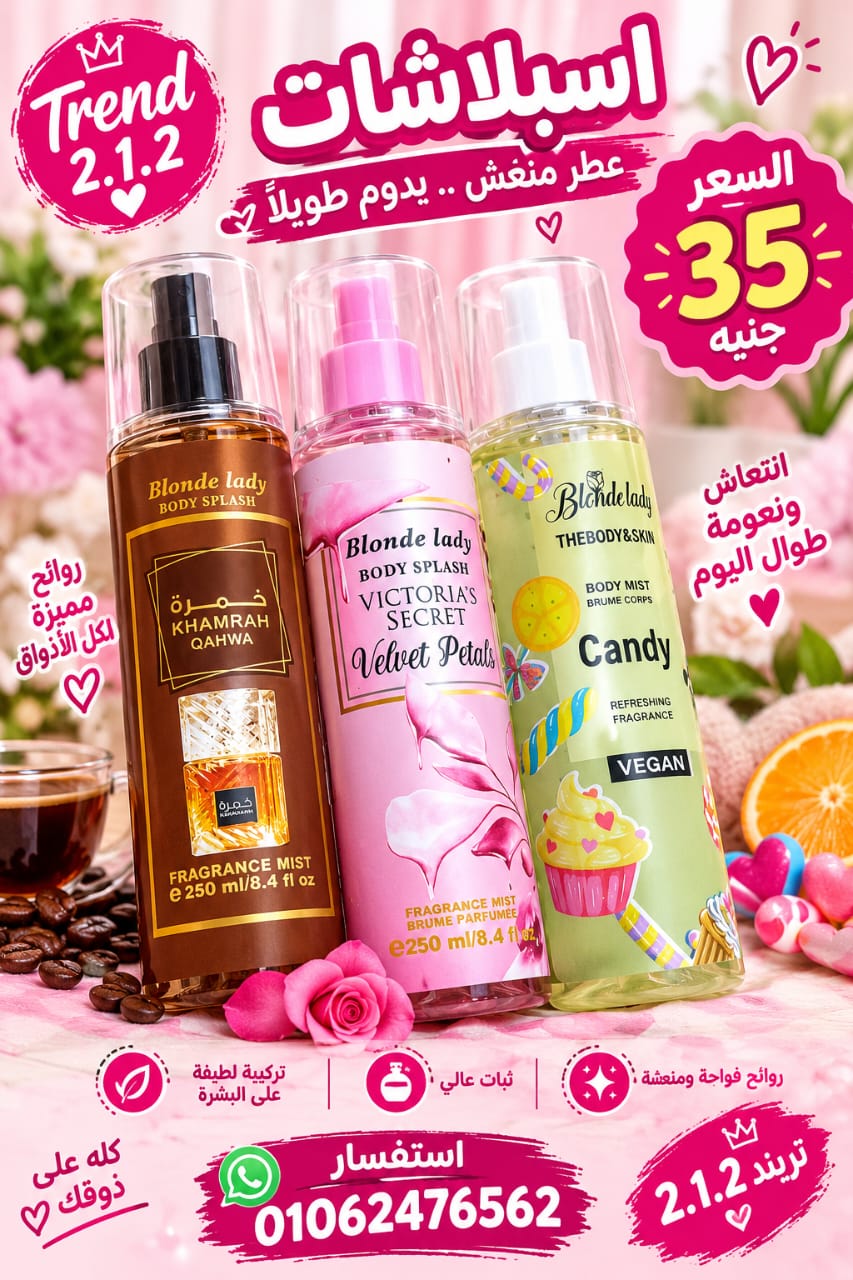 Trend
2.1.2
اسبلاشات
عطر منغش .. يدوم طويلاً
السعر
35
جنيه
انتعاش
ونعومة
طوال اليوم
روائح
مميزة
لكل الأذواق
Blonde lady
BODY SPLASH
خمرة
KHAMRAH
QAHWA
خمرة
KHAMRAH
FRAGRANCE MIST
e 250 ml/8.4 fl oz
Blonde lady
BODY SPLASH
VICTORIA'S
SECRET
Velvet Petals
FRAGRANCE MIST
BRUME PARFUMÉE
e250 ml/8.4 fl oz
Blonde lady
THEBODY&SKIN
BODY MIST
BRUME CORPS
Candy
REFRESHING
FRAGRANCE
VEGAN
روائح فواحة ومنعشة
ثبات عالي
تركيبة لطيفة
على البشرة
تريند 2.1.2
استفسار
01062476562
كله على
ذوقك